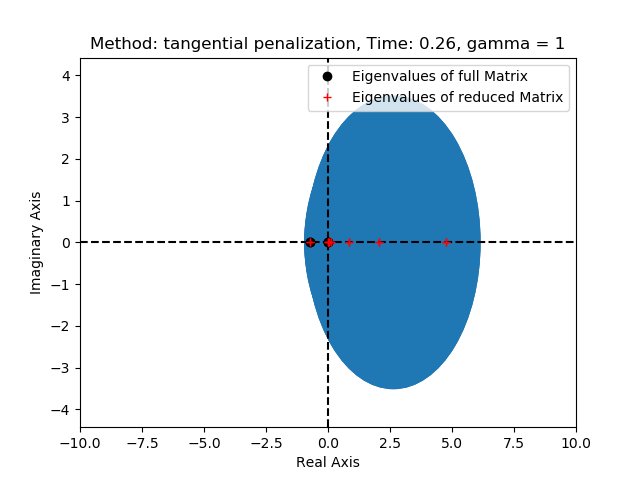 Method: tangential penalization, Time: 0.26, gamma = 1
Eigenvalues of full Matrix
Eigenvalues of reduced Matrix
4
3
2
1
0
−1
−2
−3
−4
Imaginary Axis
−10.0 −7.5 −5.0 −2.5 0.0 2.5 5.0 7.5 10.0
Real Axis